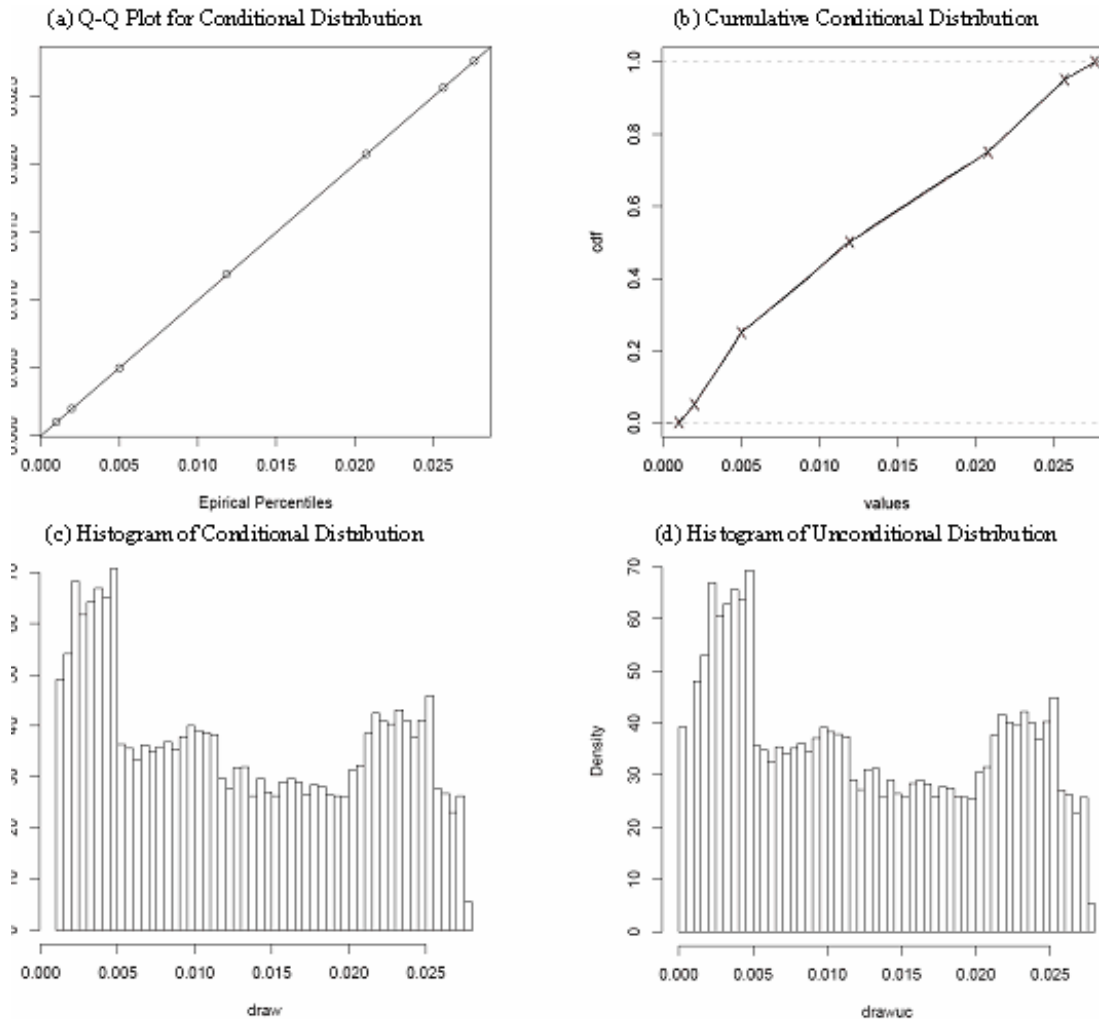 (a) Q-Q Plot for Conditional Distribution
(b) Cumulative Conditional Distribution
0.000 0.005 0.010 0.015 0.020 0.025
Epirical Percentiles
cdf
0.0 0.2 0.4 0.6 0.8 1.0
0.000 0.005 0.010 0.015 0.020 0.025
values
(c) Histogram of Conditional Distribution
(d) Histogram of Unconditional Distribution
0.000 0.005 0.010 0.015 0.020 0.025
draw
Density
0 10 20 30 40 50 60 70
0.000 0.005 0.010 0.015 0.020 0.025
drawuc